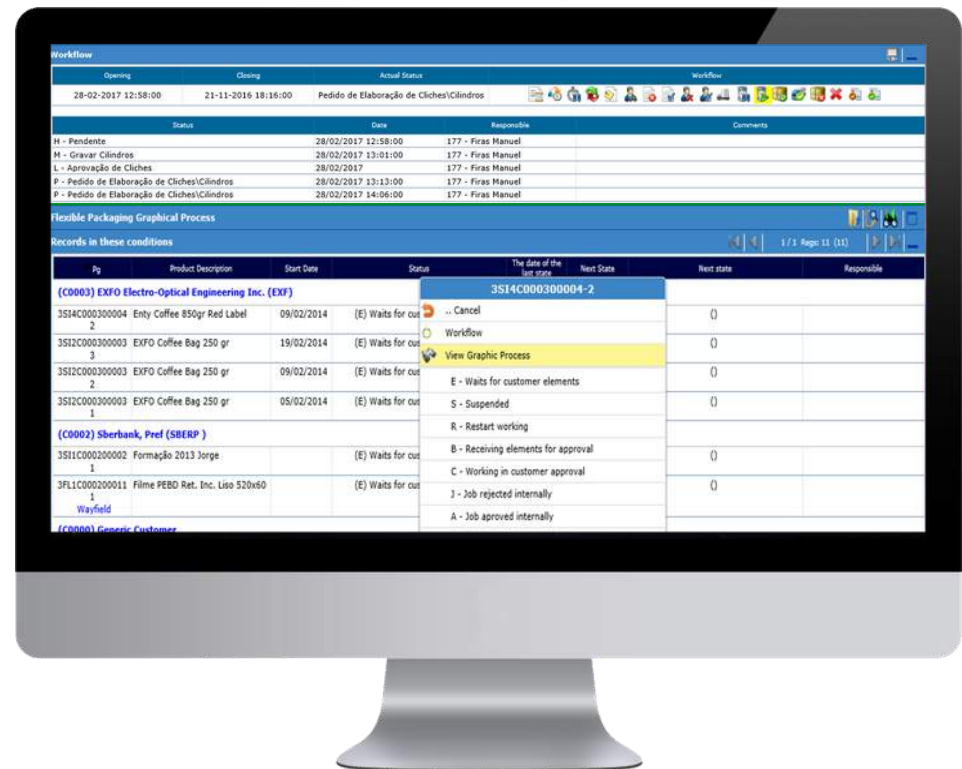 Workflow
Opening Closing Actual Status Workflow
28-02-2017 12:58:00 21-11-2016 18:16:00 Pedido de Elaboração de Cliches\Cilindros
Status Date Responsible Comments
H - Pendente 28/02/2017 12:58:00 177 - Firas Manuel
M - Gravar Cilindros 28/02/2017 13:01:00 177 - Firas Manuel
L - Aprovação de Cliches 28/02/2017 177 - Firas Manuel
P - Pedido de Elaboração de Cliches\Cilindros 28/02/2017 13:13:00 177 - Firas Manuel
P - Pedido de Elaboração de Cliches\Cilindros 28/02/2017 14:06:00 177 - Firas Manuel
Flexible Packaging Graphical Process
Records in these conditions 1/1 Regs: 11 (11)
Pg Product Description Start Date Status The date of the last state Next State Next state Responsible
(C0003) EXFO Electro-Optical Engineering Inc. (EXF)
3SI4C000300004 Enty Coffee 850gr Red Label 09/02/2014 (E) Waits for cus ()
2
3SI2C000300003 EXFO Coffee Bag 250 gr 19/02/2014 (E) Waits for cus ()
3
3SI2C000300003 EXFO Coffee Bag 250 gr 09/02/2014 (E) Waits for cus ()
2
3SI2C000300003 EXFO Coffee Bag 250 gr 05/02/2014 (E) Waits for cus ()
1
(C0002) Sberbank, Pref (SBERP )
3SI1C000200002 Formação 2013 Jorge (E) Waits for cus ()
1
3FL1C000200011 Filme PEBD Ret. Inc. Liso 520x60 (E) Waits for cus ()
1
Wayfield
(C0000) Generic Customer
3SI4C000300004-2
.. Cancel
Workflow
View Graphic Process
E - Waits for customer elements
S - Suspended
R - Restart working
B - Receiving elements for approval
C - Working in customer approval
J - Job rejected internally
A - Job aproved internally